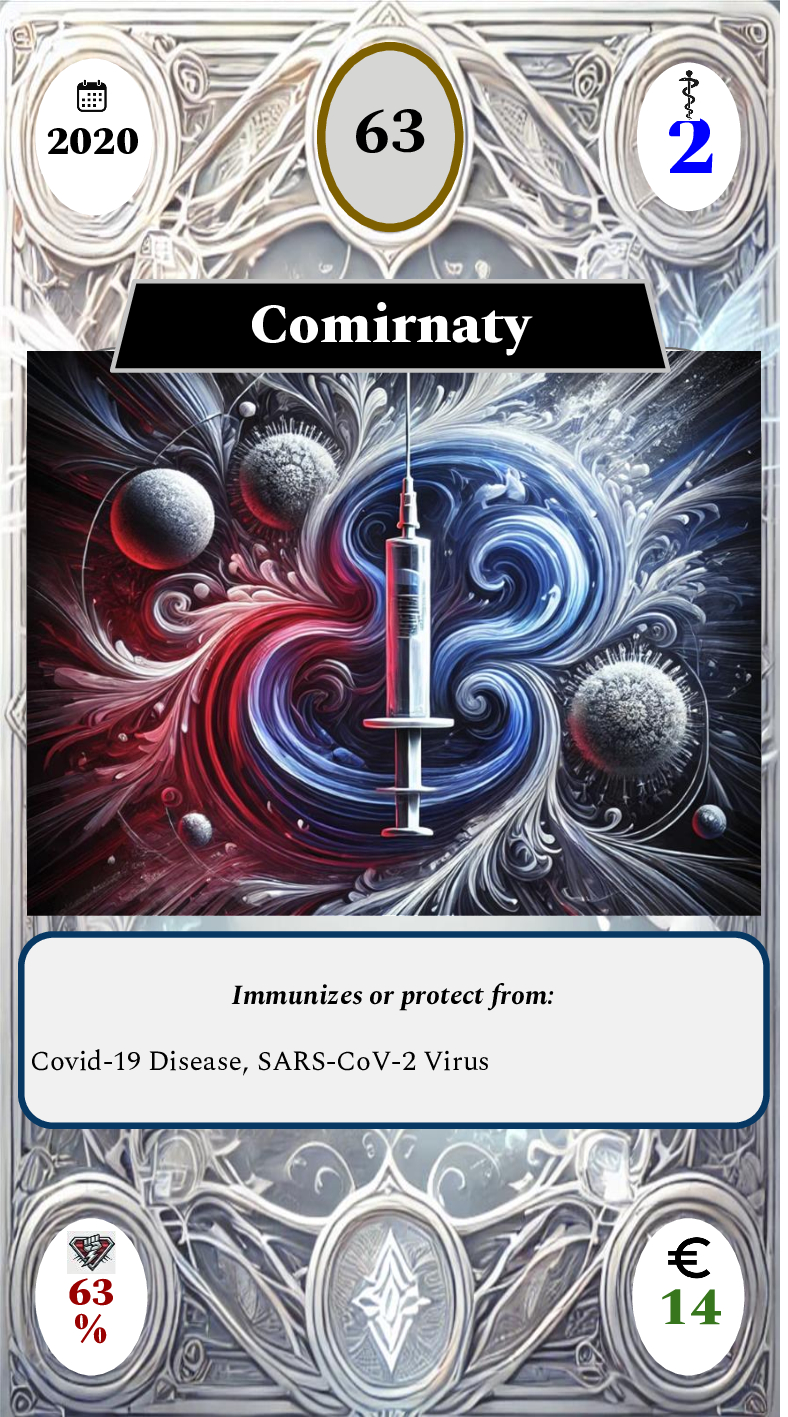 2020
63
2
Comirnaty
Immunizes or protect from:
Covid-19 Disease, SARS-CoV-2 Virus
63
%
€
14